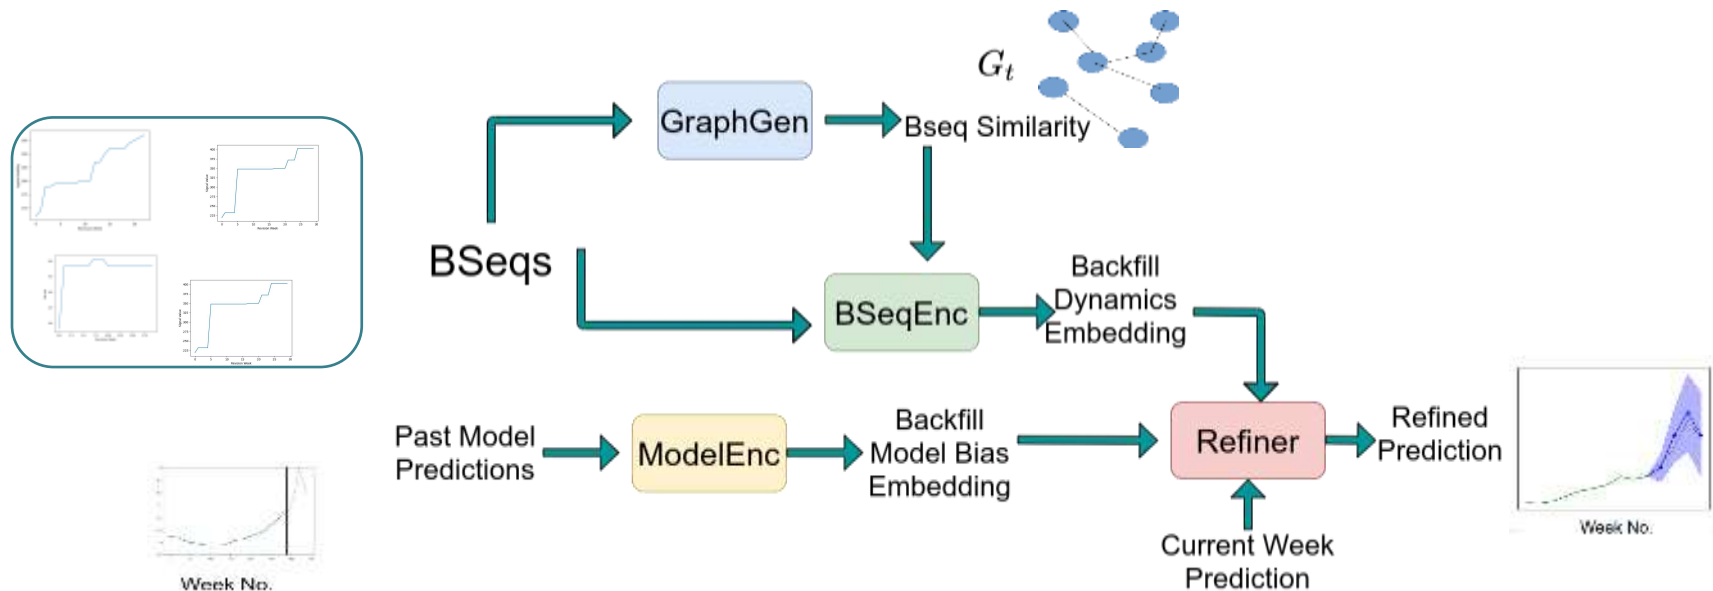 G_t
GraphGen
Bseq Similarity
BSeqs
BSeqEnc
Backfill
Dynamics
Embedding
Past Model
Predictions
ModelEnc
Backfill
Model Bias
Embedding
Refiner
Refined
Prediction
Current Week
Prediction
Week No.
Week No.